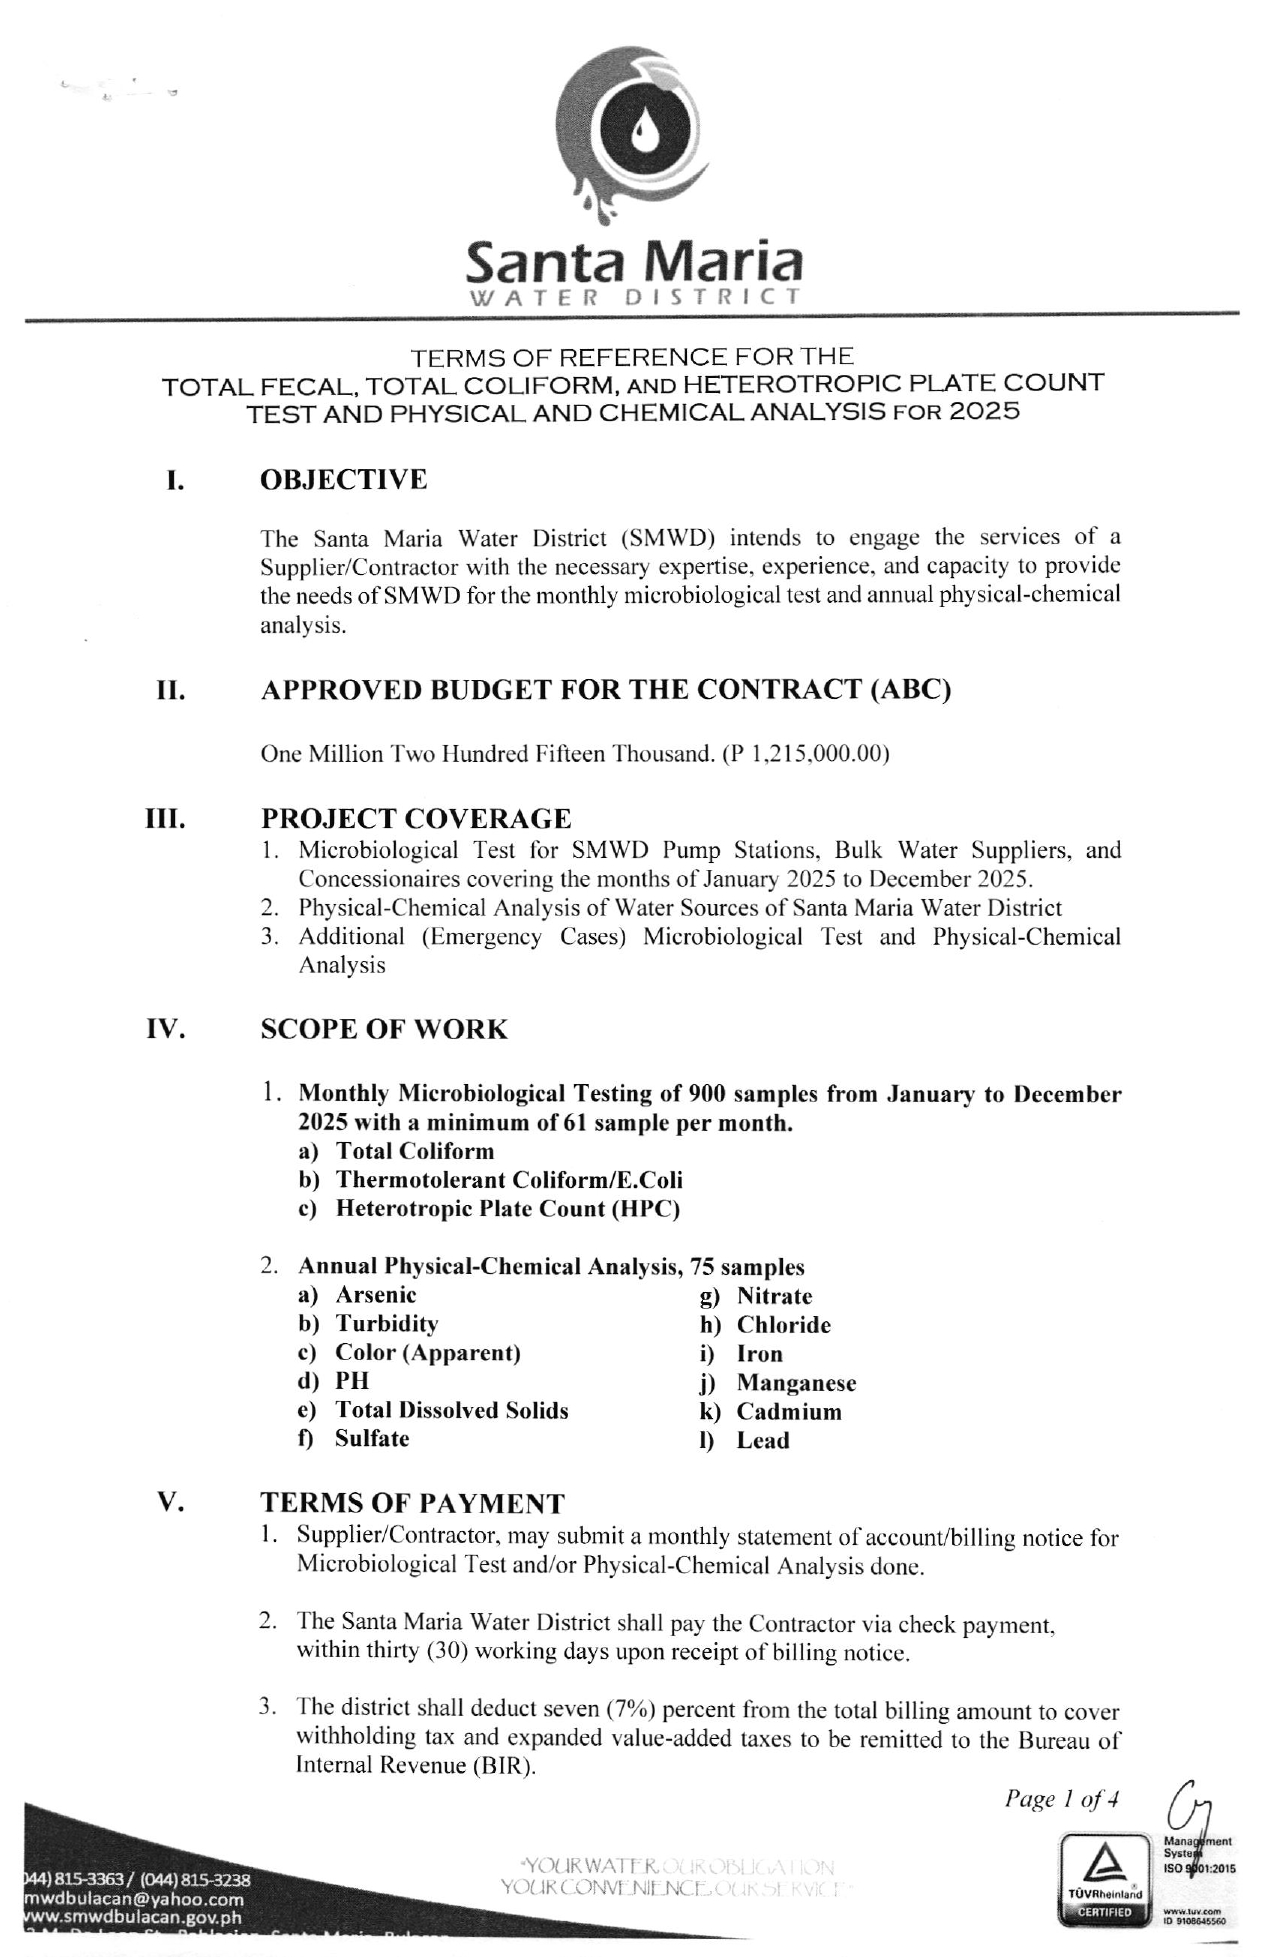 Santa Maria
WATER DISTRICT
TERMS OF REFERENCE FOR THE
TOTAL FECAL, TOTAL COLIFORM, AND HETEROTROPIC PLATE COUNT
TEST AND PHYSICAL AND CHEMICAL ANALYSIS FOR 2025
I. OBJECTIVE
The Santa Maria Water District (SMWD) intends to engage the services of a
Supplier/Contractor with the necessary expertise, experience, and capacity to provide
the needs of SMWD for the monthly microbiological test and annual physical-chemical
analysis.
II. APPROVED BUDGET FOR THE CONTRACT (ABC)
One Million Two Hundred Fifteen Thousand. (P 1,215,000.00)
III. PROJECT COVERAGE
1. Microbiological Test for SMWD Pump Stations, Bulk Water Suppliers, and
Concessionaires covering the months of January 2025 to December 2025.
2. Physical-Chemical Analysis of Water Sources of Santa Maria Water District
3. Additional (Emergency Cases) Microbiological Test and Physical-Chemical
Analysis
IV. SCOPE OF WORK
1. Monthly Microbiological Testing of 900 samples from January to December
2025 with a minimum of 61 sample per month.
a) Total Coliform
b) Thermotolerant Coliform/E.Coli
c) Heterotropic Plate Count (HPC)
2. Annual Physical-Chemical Analysis, 75 samples
a) Arsenic
b) Turbidity
c) Color (Apparent)
d) PH
e) Total Dissolved Solids
f) Sulfate
g) Nitrate
h) Chloride
i) Iron
j) Manganese
k) Cadmium
l) Lead
V. TERMS OF PAYMENT
1. Supplier/Contractor, may submit a monthly statement of account/billing notice for
Microbiological Test and/or Physical-Chemical Analysis done.
2. The Santa Maria Water District shall pay the Contractor via check payment,
within thirty (30) working days upon receipt of billing notice.
3. The district shall deduct seven (7%) percent from the total billing amount to cover
withholding tax and expanded value-added taxes to be remitted to the Bureau of
Internal Revenue (BIR).
Page 1 of 4
044) 815-3363 / (044) 815-3238
mwdbulacan@yahoo.com
www.smwdbulacan.gov.ph
"YOUR WATER OUR OBLIGATION
YOUR CONVENIENCE, OUR SERVICE"
TÜVRheinland®
CERTIFIED
Management
System
ISO 9001:2015
www.tuv.com
ID 9108645560